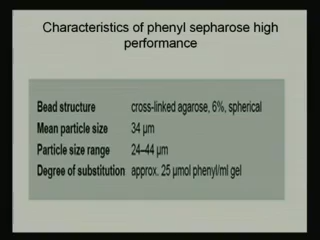 Characteristics of phenyl sepharose high
performance
Bead structure cross-linked agarose, 6%, spherical
Mean particle size 34 µm
Particle size range 24–44 µm
Degree of substitution approx. 25 µmol phenyl/ml gel